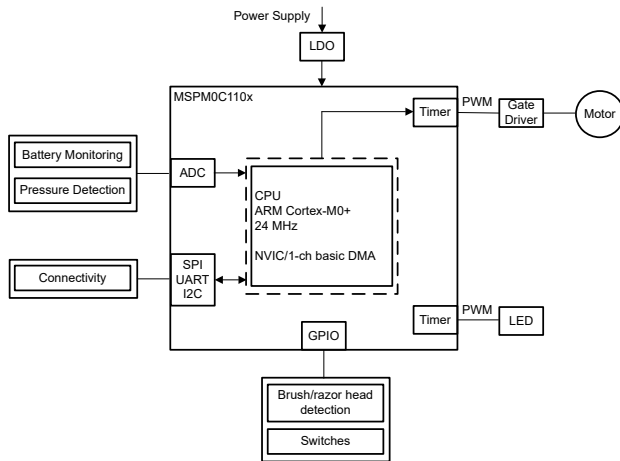 Power Supply
LDO
MSPM0C110x
Timer
PWM
Gate
Driver
Motor
Battery Monitoring
Pressure Detection
ADC
CPU
ARM Cortex-M0+
24 MHz
NVIC/1-ch basic DMA
Connectivity
SPI
UART
I2C
Timer
PWM
LED
GPIO
Brush/razor head
detection
Switches